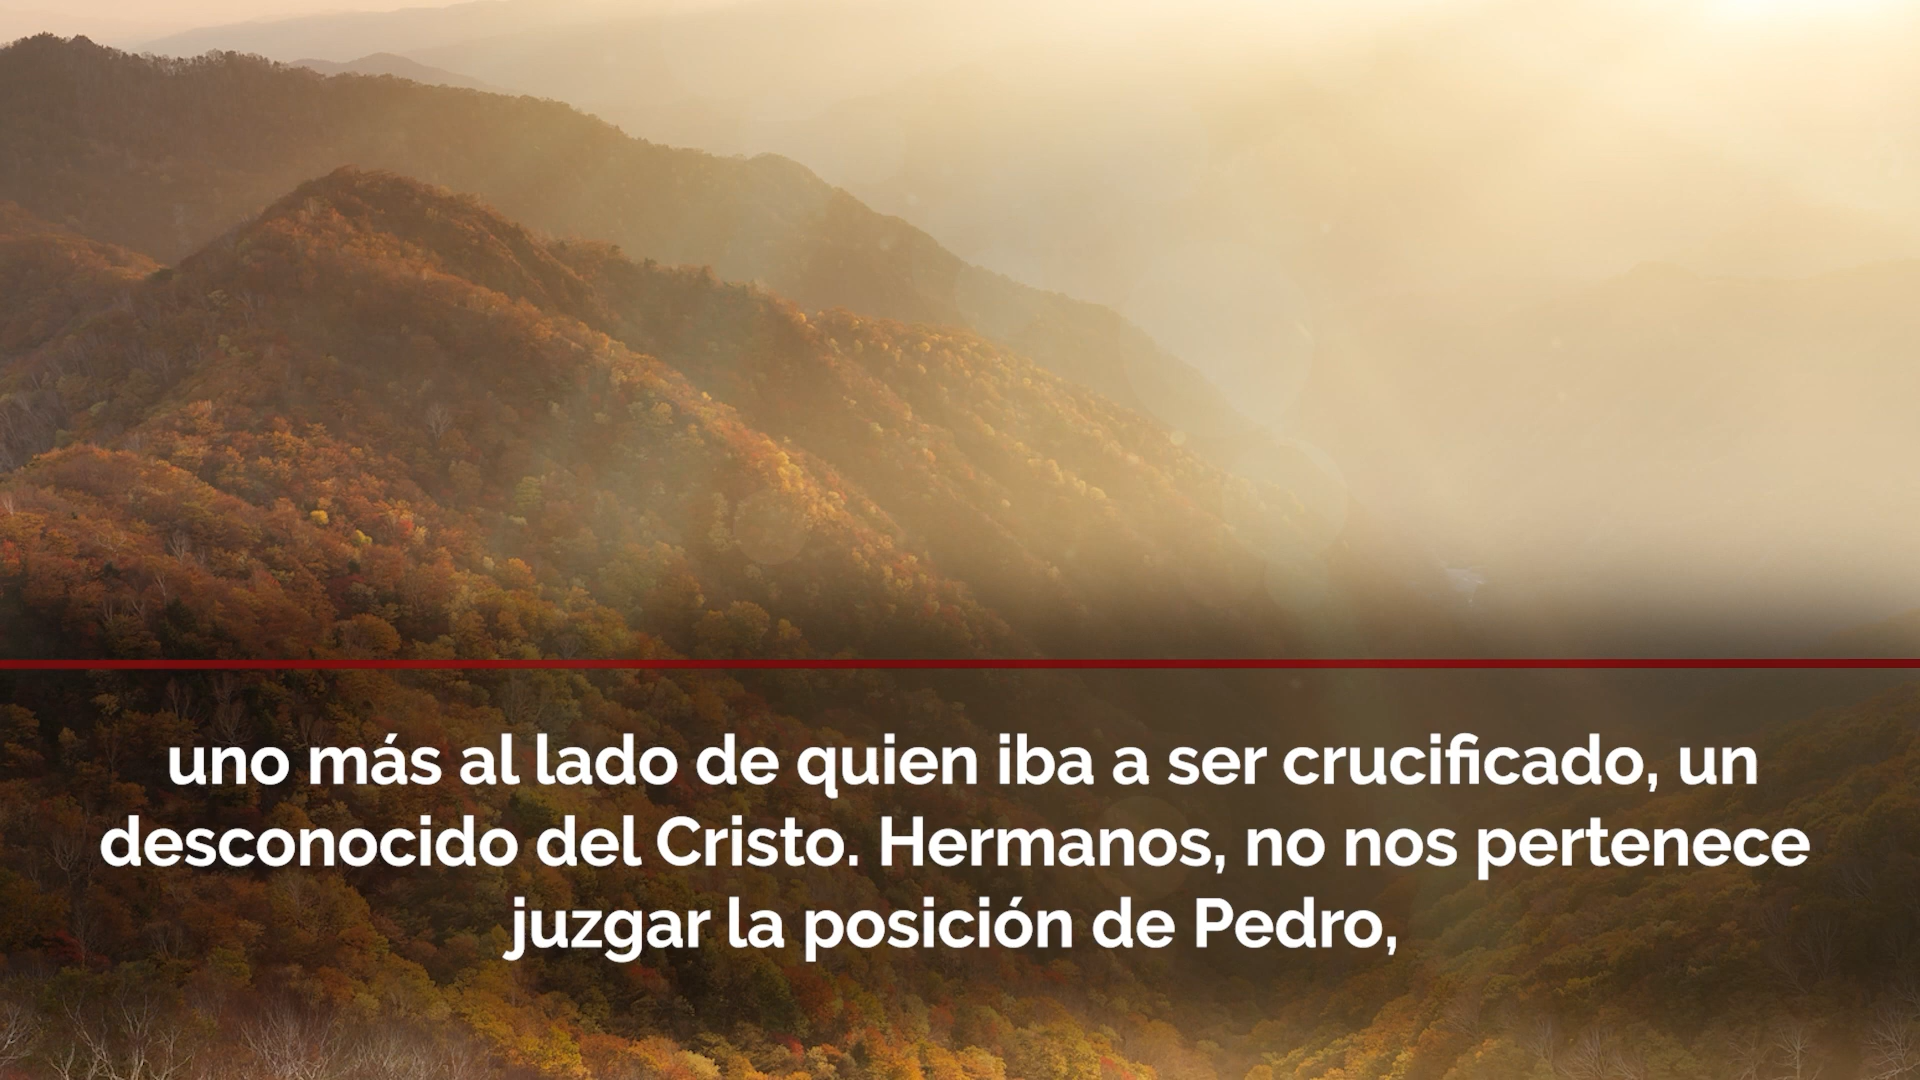 uno más al lado de quien iba a ser crucificado, un
desconocido del Cristo. Hermanos, no nos pertenece
juzgar la posición de Pedro,